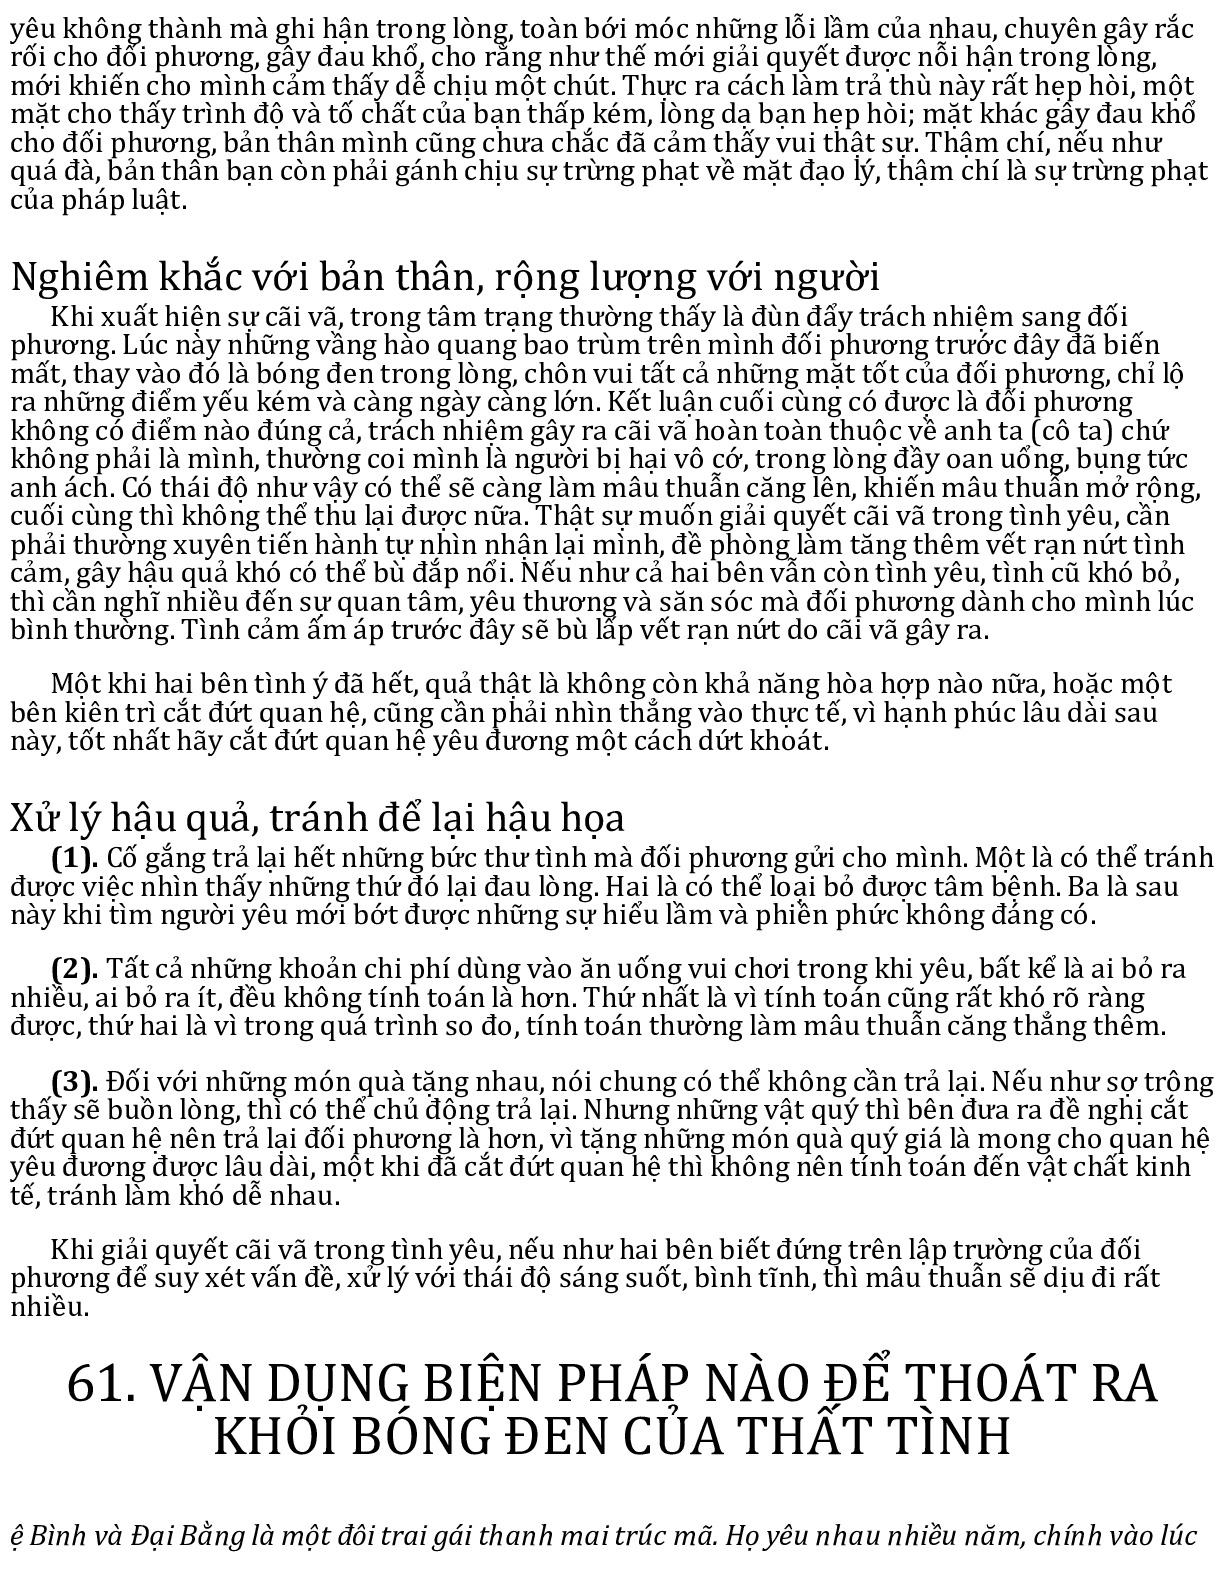 yêu không thành mà ghi hận trong lòng, toàn bới móc những lỗi lầm của nhau, chuyên gây rắc
rối cho đối phương, gây đau khổ, cho rằng như thế mới giải quyết được nỗi hận trong lòng,
mới khiến cho mình cảm thấy dễ chịu một chút. Thực ra cách làm trả thù này rất hẹp hòi, một
mặt cho thấy trình độ và tố chất của bạn thấp kém, lòng dạ bạn hẹp hòi; mặt khác gây đau khổ
cho đối phương, bản thân mình cũng chưa chắc đã cảm thấy vui thật sự. Thậm chí, nếu như
quá đà, bản thân bạn còn phải gánh chịu sự trừng phạt về mặt đạo lý, thậm chí là sự trừng phạt
của pháp luật.
Nghiêm khắc với bản thân, rộng lượng với người
Khi xuất hiện sự cãi vã, trong tâm trạng thường thấy là đùn đẩy trách nhiệm sang đối
phương. Lúc này những vầng hào quang bao trùm trên mình đối phương trước đây đã biến
mất, thay vào đó là bóng đen trong lòng, chôn vui tất cả những mặt tốt của đối phương, chỉ lộ
ra những điểm yếu kém và càng ngày càng lớn. Kết luận cuối cùng có được là đối phương
không có điểm nào đúng cả, trách nhiệm gây ra cãi vã hoàn toàn thuộc về anh ta (cô ta) chứ
không phải là mình, thường coi mình là người bị hại vô cớ, trong lòng đầy oan uổng, bụng tức
anh ách. Có thái độ như vậy có thể sẽ càng làm mâu thuẫn căng lên, khiến mâu thuẫn mở rộng,
cuối cùng thì không thể thu lại được nữa. Thật sự muốn giải quyết cãi vã trong tình yêu, cần
phải thường xuyên tiến hành tự nhìn nhận lại mình, đề phòng làm tăng thêm vết rạn nứt tình
cảm, gây hậu quả khó có thể bù đắp nổi. Nếu như cả hai bên vẫn còn tình yêu, tình cũ khó bỏ,
thì cần nghĩ nhiều đến sự quan tâm, yêu thương và săn sóc mà đối phương dành cho mình lúc
bình thường. Tình cảm ấm áp trước đây sẽ bù lấp vết rạn nứt do cãi vã gây ra.
Một khi hai bên tình ý đã hết, quả thật là không còn khả năng hòa hợp nào nữa, hoặc một
bên kiên trì cắt đứt quan hệ, cũng cần phải nhìn thẳng vào thực tế, vì hạnh phúc lâu dài sau
này, tốt nhất hãy cắt đứt quan hệ yêu đương một cách dứt khoát.
Xử lý hậu quả, tránh để lại hậu họa
(1). Cố gắng trả lại hết những bức thư tình mà đối phương gửi cho mình. Một là có thể tránh
được việc nhìn thấy những thứ đó lại đau lòng. Hai là có thể loại bỏ được tâm bệnh. Ba là sau
này khi tìm người yêu mới bớt được những sự hiểu lầm và phiền phức không đáng có.
(2). Tất cả những khoản chi phí dùng vào ăn uống vui chơi trong khi yêu, bất kể là ai bỏ ra
nhiều, ai bỏ ra ít, đều không tính toán là hơn. Thứ nhất là vì tính toán cũng rất khó rõ ràng
được, thứ hai là vì trong quá trình so đo, tính toán thường làm mâu thuẫn căng thẳng thêm.
(3). Đối với những món quà tặng nhau, nói chung có thể không cần trả lại. Nếu như sợ trông
thấy sẽ buồn lòng, thì có thể chủ động trả lại. Nhưng những vật quý thì bên đưa ra đề nghị cắt
đứt quan hệ nên trả lại đối phương là hơn, vì tặng những món quà quý giá là mong cho quan hệ
yêu đương được lâu dài, một khi đã cắt đứt quan hệ thì không nên tính toán đến vật chất kinh
tế, tránh làm khó dễ nhau.
Khi giải quyết cãi vã trong tình yêu, nếu như hai bên biết đứng trên lập trường của đối
phương để suy xét vấn đề, xử lý với thái độ sáng suốt, bình tĩnh, thì mâu thuẫn sẽ dịu đi rất
nhiều.
61. VẬN DỤNG BIỆN PHÁP NÀO ĐỂ THOÁT RA
KHỎI BÓNG ĐEN CỦA THẤT TÌNH
ệ Bình và Đại Bằng là một đôi trai gái thanh mai trúc mã. Họ yêu nhau nhiều năm, chính vào lúc